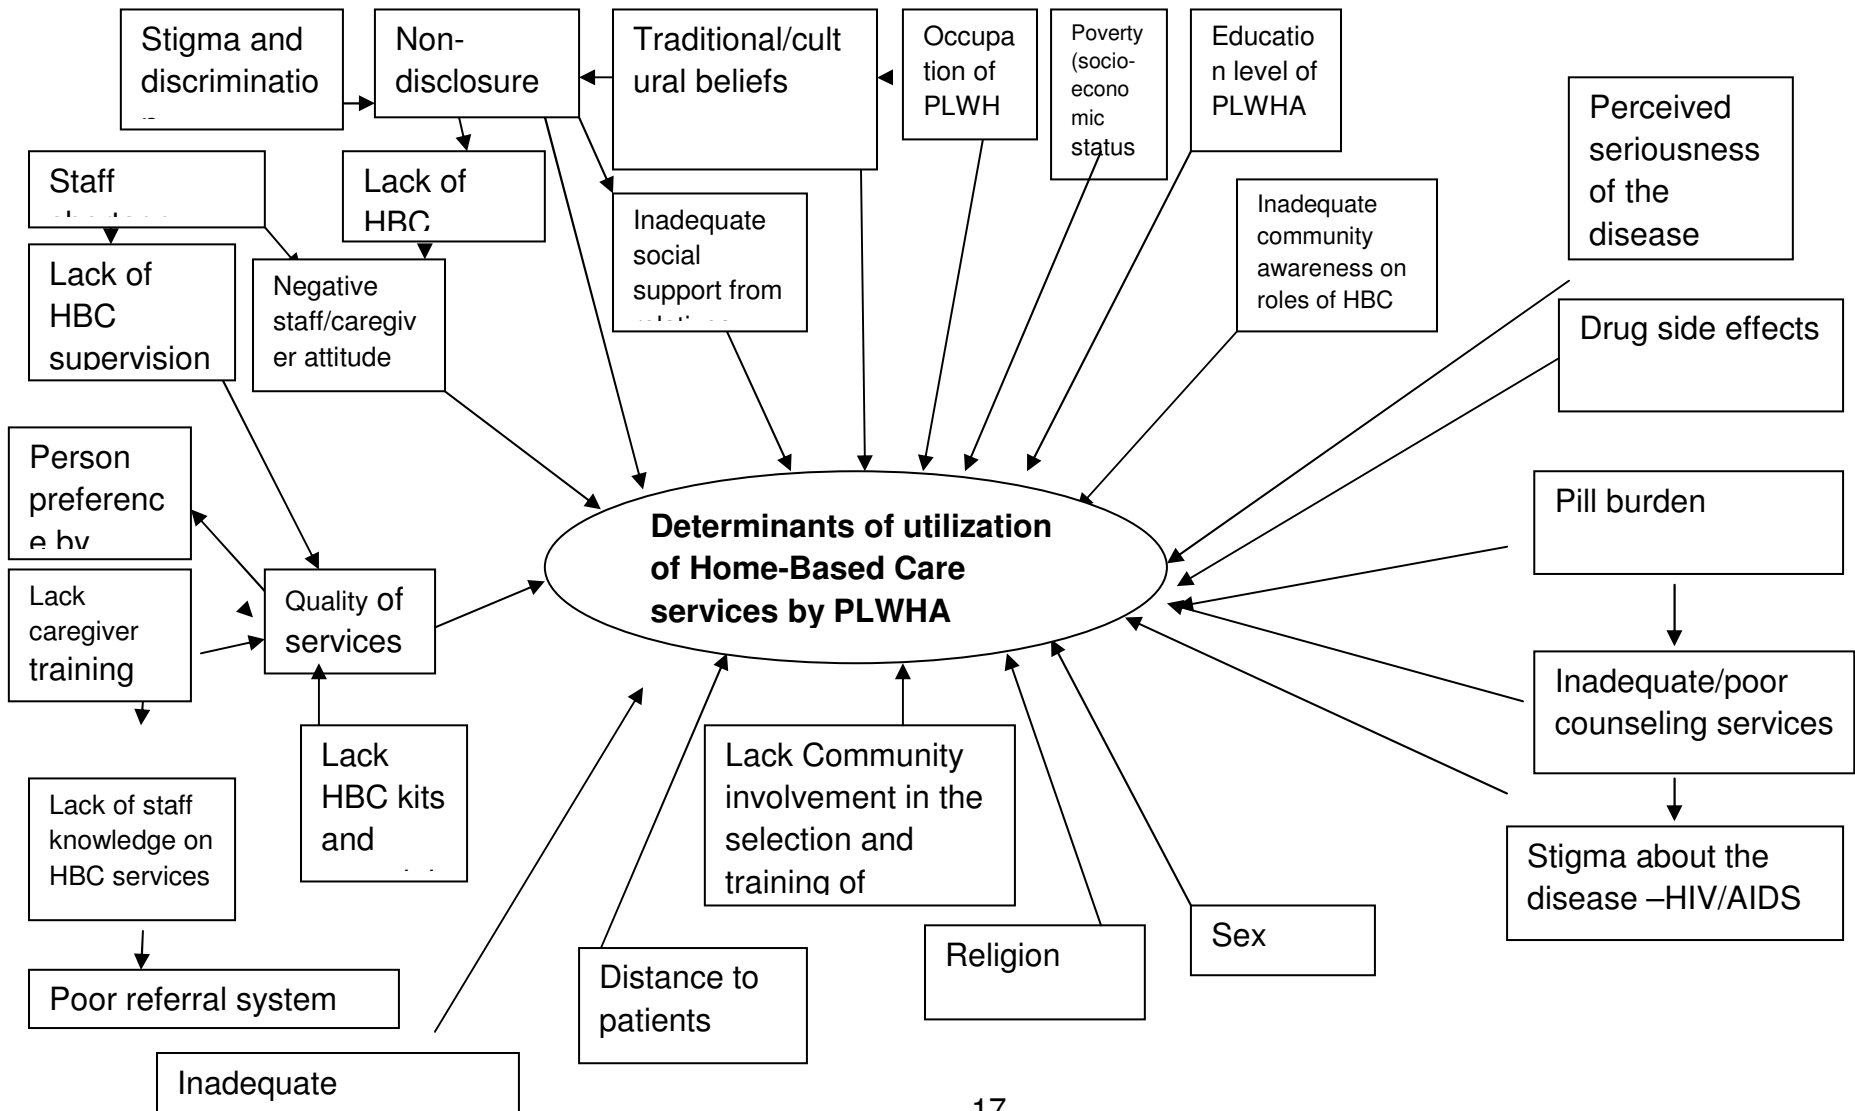 Stigma and
discriminatio
Non-
disclosure
Traditional/cult
ural beliefs
Occupa
tion of
PLWH
Poverty
(socio-
econo
mic
status
Educatio
n level of
PLWHA
Perceived
seriousness
of the
disease
Staff
Lack of
HBC
Inadequate
social
support from
Inadequate
community
awareness on
roles of HBC
Lack of
HBC
supervision
Negative
staff/caregiv
er attitude
Drug side effects
Person
preferenc
e by
Pill burden
Determinants of utilization
of Home-Based Care
services by PLWHA
Lack
caregiver
training
Quality of
services
Inadequate/poor
counseling services
Lack
HBC kits
and
Lack Community
involvement in the
selection and
training of
Lack of staff
knowledge on
HBC services
Stigma about the
disease –HIV/AIDS
Sex
Religion
Distance to
patients
Poor referral system
Inadequate
17